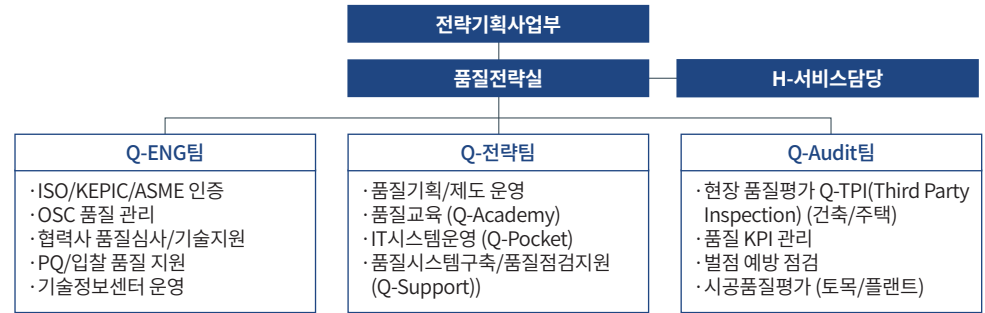 전략기획사업부
품질전략실
H-서비스담당
Q-ENG팀
·ISO/KEPIC/ASME 인증
·OSC 품질 관리
·협력사 품질심사/기술지원
·PQ/입찰 품질 지원
·기술정보센터 운영
Q-전략팀
·품질기획/제도 운영
·품질교육 (Q-Academy)
·IT시스템운영 (Q-Pocket)
·품질시스템구축/품질점검지원
(Q-Support))
Q-Audit팀
·현장 품질평가 Q-TPI(Third Party
Inspection) (건축/주택)
·품질 KPI 관리
·벌점 예방 점검
·시공품질평가 (토목/플랜트)